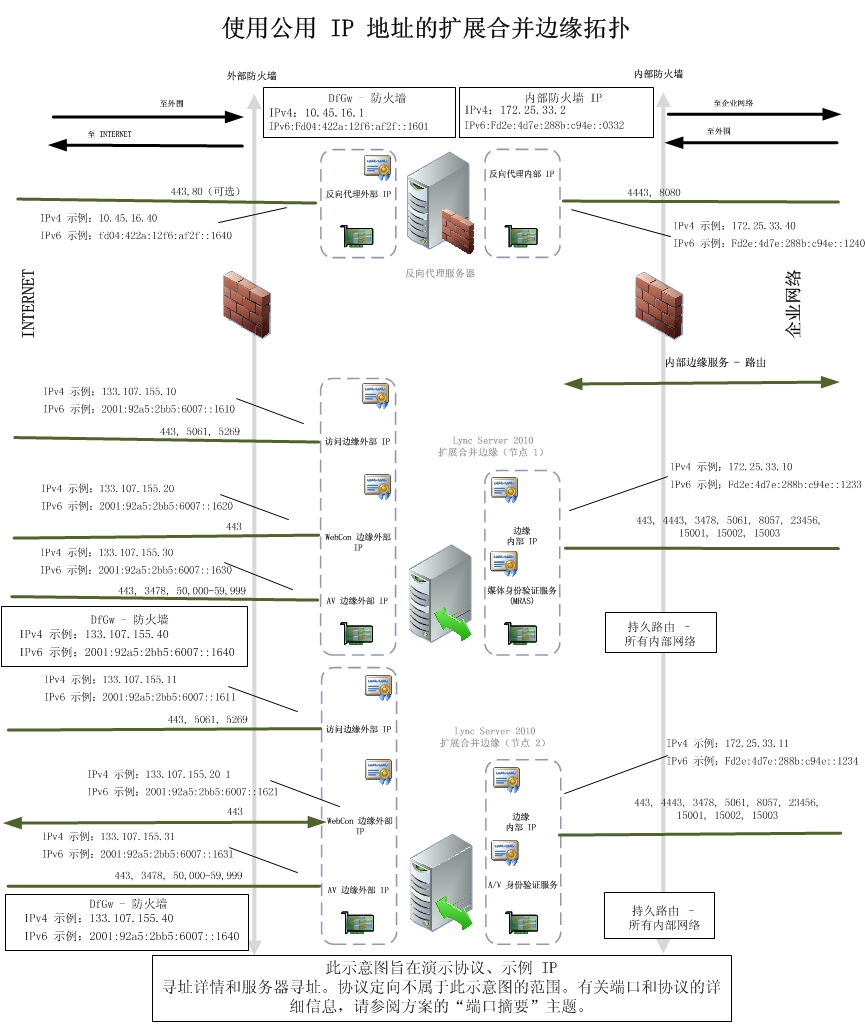 使用公用 IP 地址的扩展合并边缘拓扑
外部防火墙
内部防火墙
DfGw - 防火墙
IPv4: 10.45.16.1
IPv6:Fd04:422a:12f6:af2f::1601
内部防火墙 IP
IPv4: 172.25.33.2
IPv6:Fd2e:4d7e:288b:c94e::0332
至外围
至 INTERNET
至企业网络
至外围
443,80（可选）
反向代理外部 IP
反向代理内部 IP
4443, 8080
IPv4 示例: 10.45.16.40
IPv6 示例: fd04:422a:12f6:af2f::1640
IPv4 示例: 172.25.33.40
IPv6 示例: Fd2e:4d7e:288b:c94e::1240
反向代理服务器
INTERNET
企业网络
内部边缘服务 - 路由
IPv4 示例: 133.107.155.10
IPv6 示例: 2001:92a5:2bb5:6007::1610
443, 5061, 5269
访问边缘外部 IP
Lync Server 2010
扩展合并边缘（节点 1）
IPv4 示例: 172.25.33.10
IPv6 示例: Fd2e:4d7e:288b:c94e::1233
IPv4 示例: 133.107.155.20
IPv6 示例: 2001:92a5:2bb5:6007::1620
443
WebCon 边缘外部
IP
边缘
内部 IP
443, 4443, 3478, 5061, 8057, 23456,
15001, 15002, 15003
IPv4 示例: 133.107.155.30
IPv6 示例: 2001:92a5:2bb5:6007::1630
443, 3478, 50,000-59,999
AV 边缘外部 IP
媒体身份验证服务
(MRAS)
DfGw - 防火墙
IPv4 示例: 133.107.155.40
IPv6 示例: 2001:92a5:2bb5:6007::1640
持久路由 -
所有内部网络
IPv4 示例: 133.107.155.11
IPv6 示例: 2001:92a5:2bb5:6007::1611
443, 5061, 5269
访问边缘外部 IP
Lync Server 2010
扩展合并边缘（节点 2）
IPv4 示例: 172.25.33.11
IPv6 示例: Fd2e:4d7e:288b:c94e::1234
IPv4 示例: 133.107.155.20 1
IPv6 示例: 2001:92a5:2bb5:6007::1621
443
WebCon 边缘外部
IP
边缘
内部 IP
443, 4443, 3478, 5061, 8057, 23456,
15001, 15002, 15003
IPv4 示例: 133.107.155.31
IPv6 示例: 2001:92a5:2bb5:6007::1631
443, 3478, 50,000-59,999
AV 边缘外部 IP
A/V 身份验证服务
DfGw - 防火墙
IPv4 示例: 133.107.155.40
IPv6 示例: 2001:92a5:2bb5:6007::1640
持久路由 -
所有内部网络
此示意图旨在演示协议、示例 IP
寻址详情和服务器寻址。协议定向不属于此示意图的范围。有关端口和协议的详
细信息，请参阅方案的“端口摘要”主题。